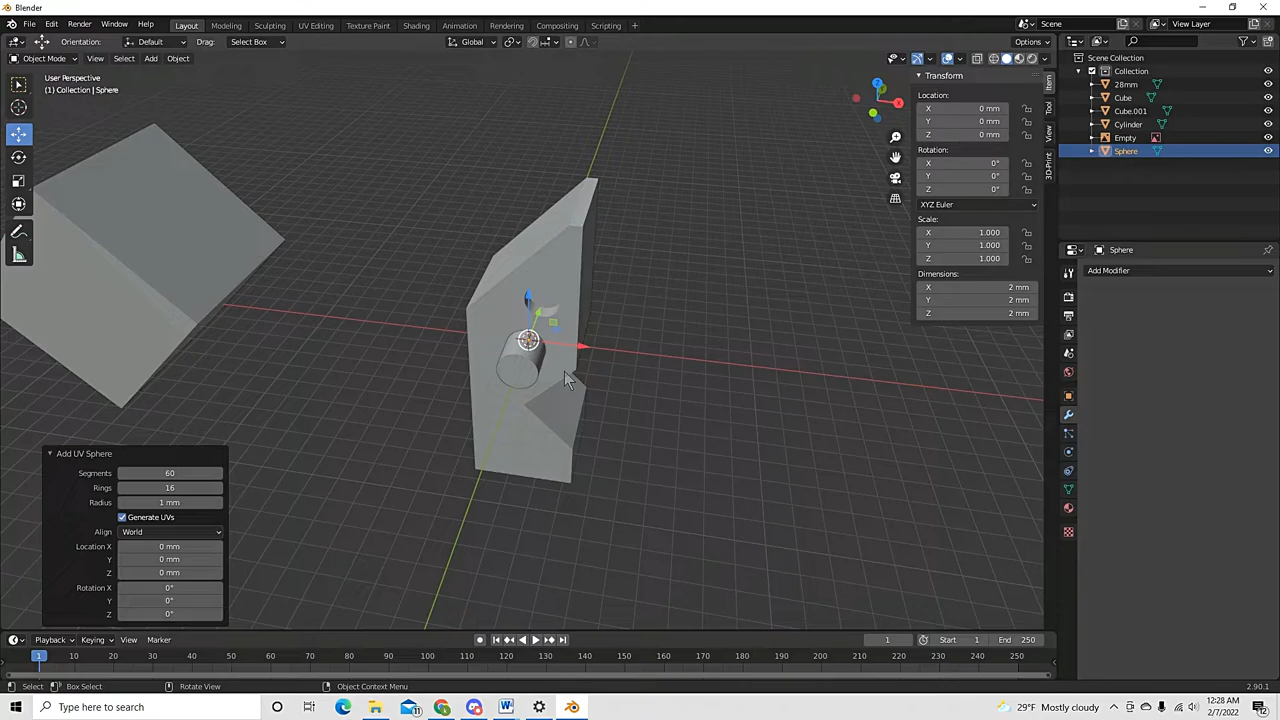 Blender
File Edit Render Window Help Layout Modeling Sculpting UV Editing Texture Paint Shading Animation Rendering Compositing Scripting + Scene View Layer
Orientation: Default Drag: Select Box Global Options
Object Mode View Select Add Object
User Perspective
(1) Collection | Sphere
Z
X
Transform
Location:
X 0 mm
Y 0 mm
Z 0 mm
Rotation:
X 0°
Y 0°
Z 0°
XYZ Euler
Scale:
X 1.000
Y 1.000
Z 1.000
Dimensions:
X 2 mm
Y 2 mm
Z 2 mm
Item
Tool
View
3D-Print
Scene Collection
Collection
28mm
Cube
Cube.001
Cylinder
Empty
Sphere
Sphere
Add Modifier
Add UV Sphere
Segments 60
Rings 16
Radius 1 mm
Generate UVs
Align World
Location X 0 mm
Y 0 mm
Z 0 mm
Rotation X 0°
Y 0°
Z 0°
Playback Keying View Marker 1 Start 1 End 250
1 10 20 30 40 50 60 70 80 90 100 110 120 130 140 150 160 170 180 190 200 210 220 230 240 250
Select Box Select Rotate View Object Context Menu 2.90.1
Type here to search 29°F Mostly cloudy 12:28 AM
2/7/2022